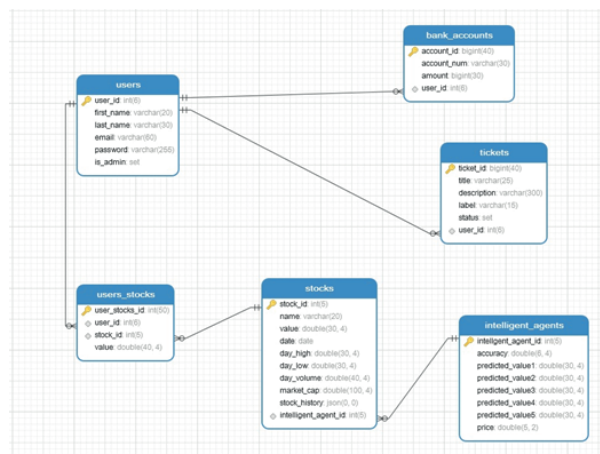 bank_accounts
account_id: bigint(40)
account_num: varchar(30)
amount: bigint(30)
user_id: int(6)
users
user_id: int(6)
first_name: varchar(20)
last_name: varchar(30)
email: varchar(60)
password: varchar(255)
is_admin: set
tickets
ticket_id: bigint(40)
title: varchar(25)
description: varchar(300)
label: varchar(15)
status: set
user_id: int(6)
users_stocks
user_stocks_id: int(50)
user_id: int(6)
stock_id: int(5)
value: double(40, 4)
stocks
stock_id: int(5)
name: varchar(20)
value: double(30, 4)
date: date
day_high: double(30, 4)
day_low: double(30, 4)
day_volume: double(40, 4)
market_cap: double(100, 4)
stock_history: json(0, 0)
intelligent_agent_id: int(5)
intelligent_agents
intelligent_agent_id: int(5)
accuracy: double(6, 4)
predicted_value1: double(30, 4)
predicted_value2: double(30, 4)
predicted_value3: double(30, 4)
predicted_value4: double(30, 4)
predicted_value5: double(30, 4)
price: double(6, 2)